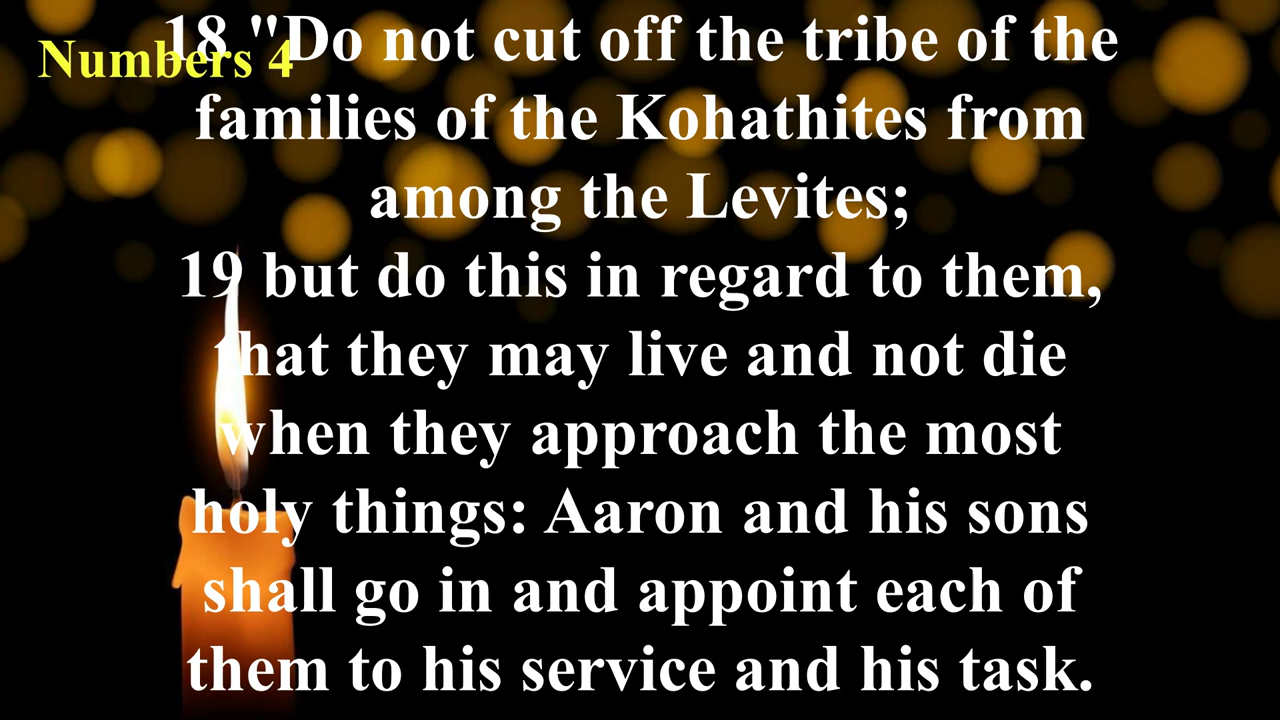 Numbers 4
18 "Do not cut off the tribe of the
families of the Kohathites from
among the Levites;
19 but do this in regard to them,
that they may live and not die
when they approach the most
holy things: Aaron and his sons
shall go in and appoint each of
them to his service and his task.